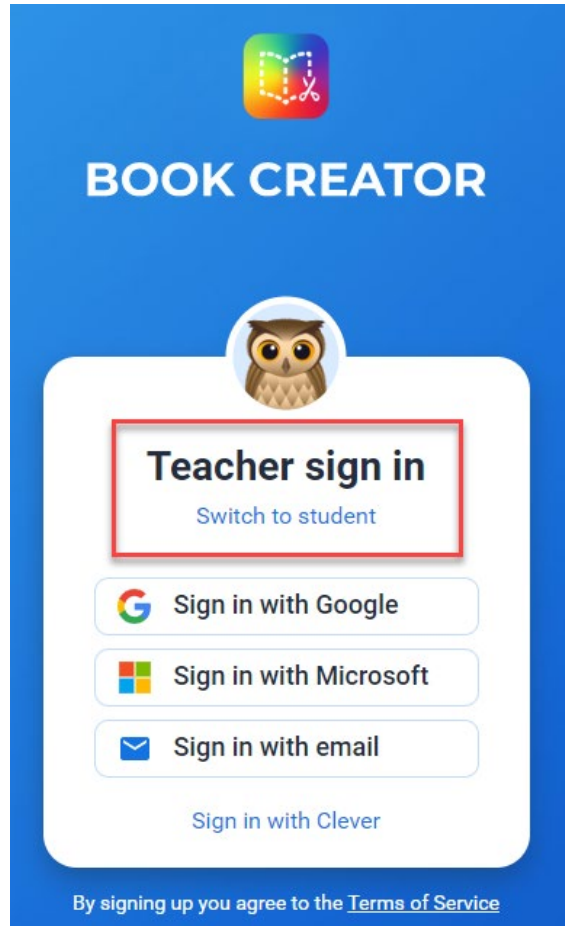 BOOK CREATOR
Teacher sign in
Switch to student
Sign in with Google
Sign in with Microsoft
Sign in with email
Sign in with Clever
By signing up you agree to the Terms of Service